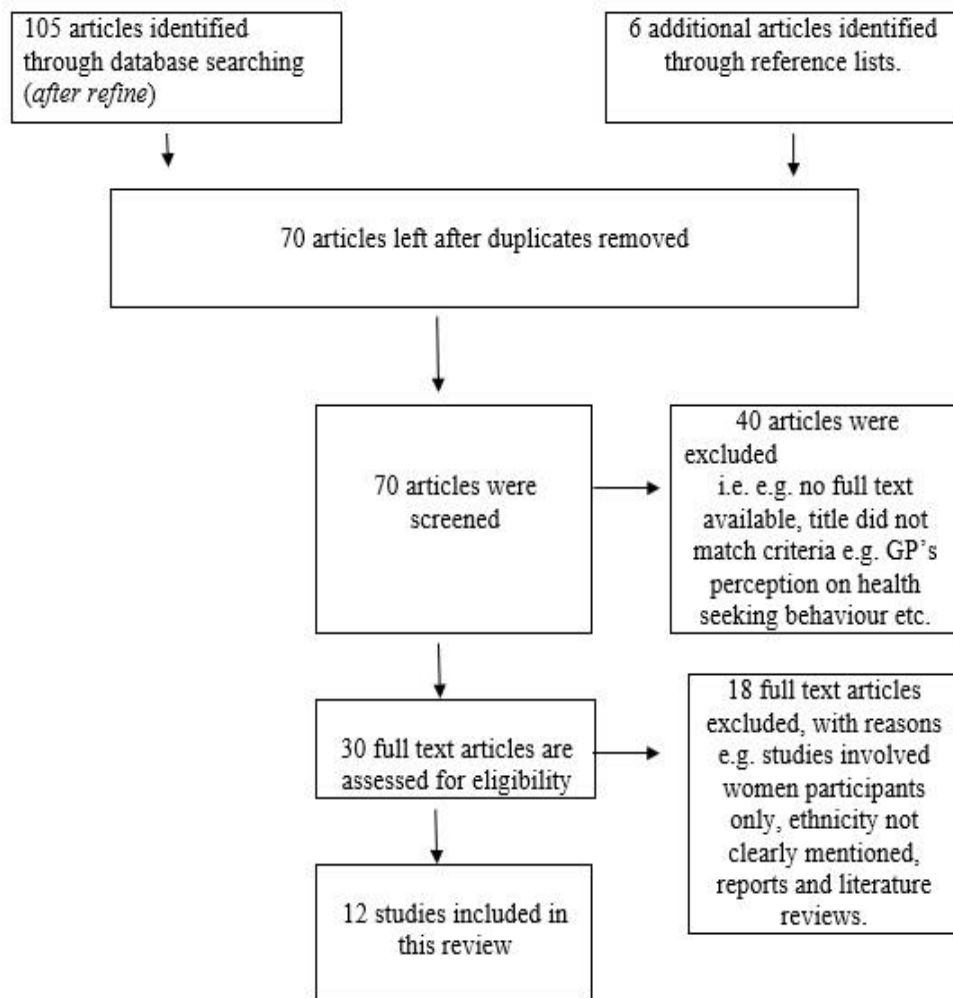 105 articles identified
through database searching
(after refine)
6 additional articles identified
through reference lists.
70 articles left after duplicates removed
70 articles were
screened
40 articles were
excluded
i.e. e.g. no full text
available, title did not
match criteria e.g. GP's
perception on health
seeking behaviour etc.
30 full text articles are
assessed for eligibility
18 full text articles
excluded, with reasons
e.g. studies involved
women participants
only, ethnicity not
clearly mentioned,
reports and literature
reviews.
12 studies included in
this review